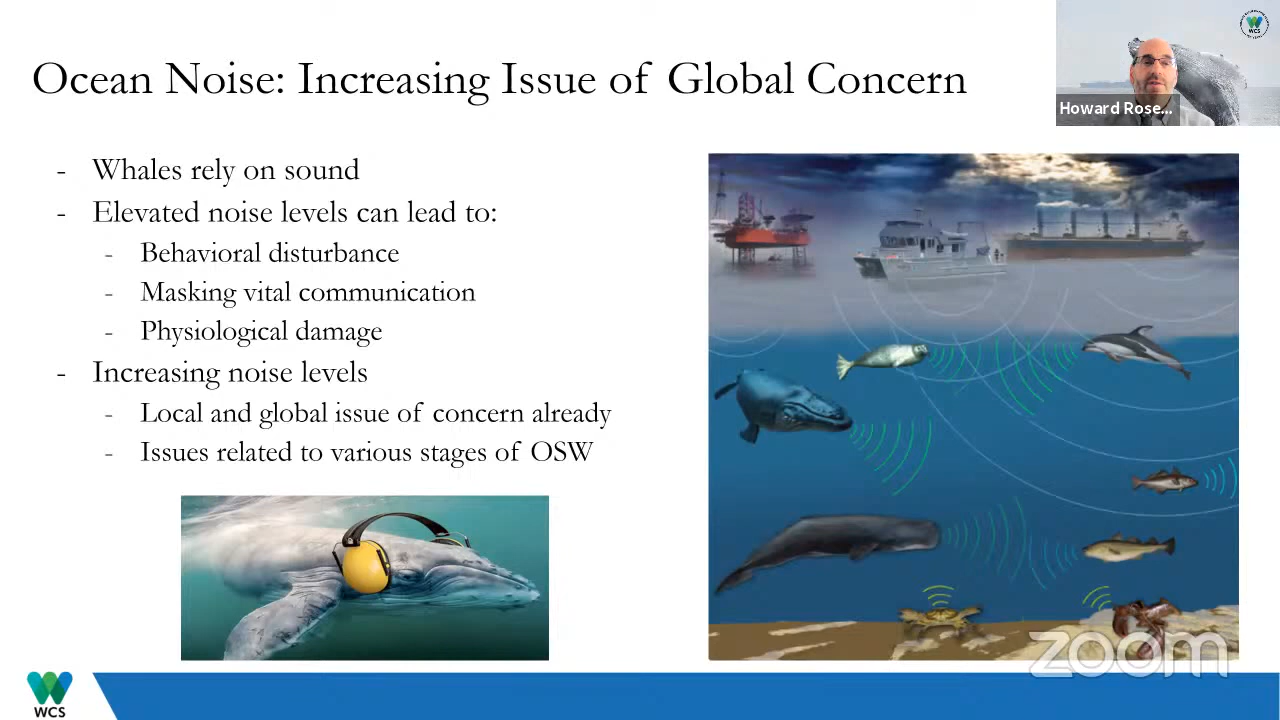 Ocean Noise: Increasing Issue of Global Concern
WCS
Howard Rose...
- Whales rely on sound
- Elevated noise levels can lead to:
- Behavioral disturbance
- Masking vital communication
- Physiological damage
- Increasing noise levels
- Local and global issue of concern already
- Issues related to various stages of OSW
zoom
WCS